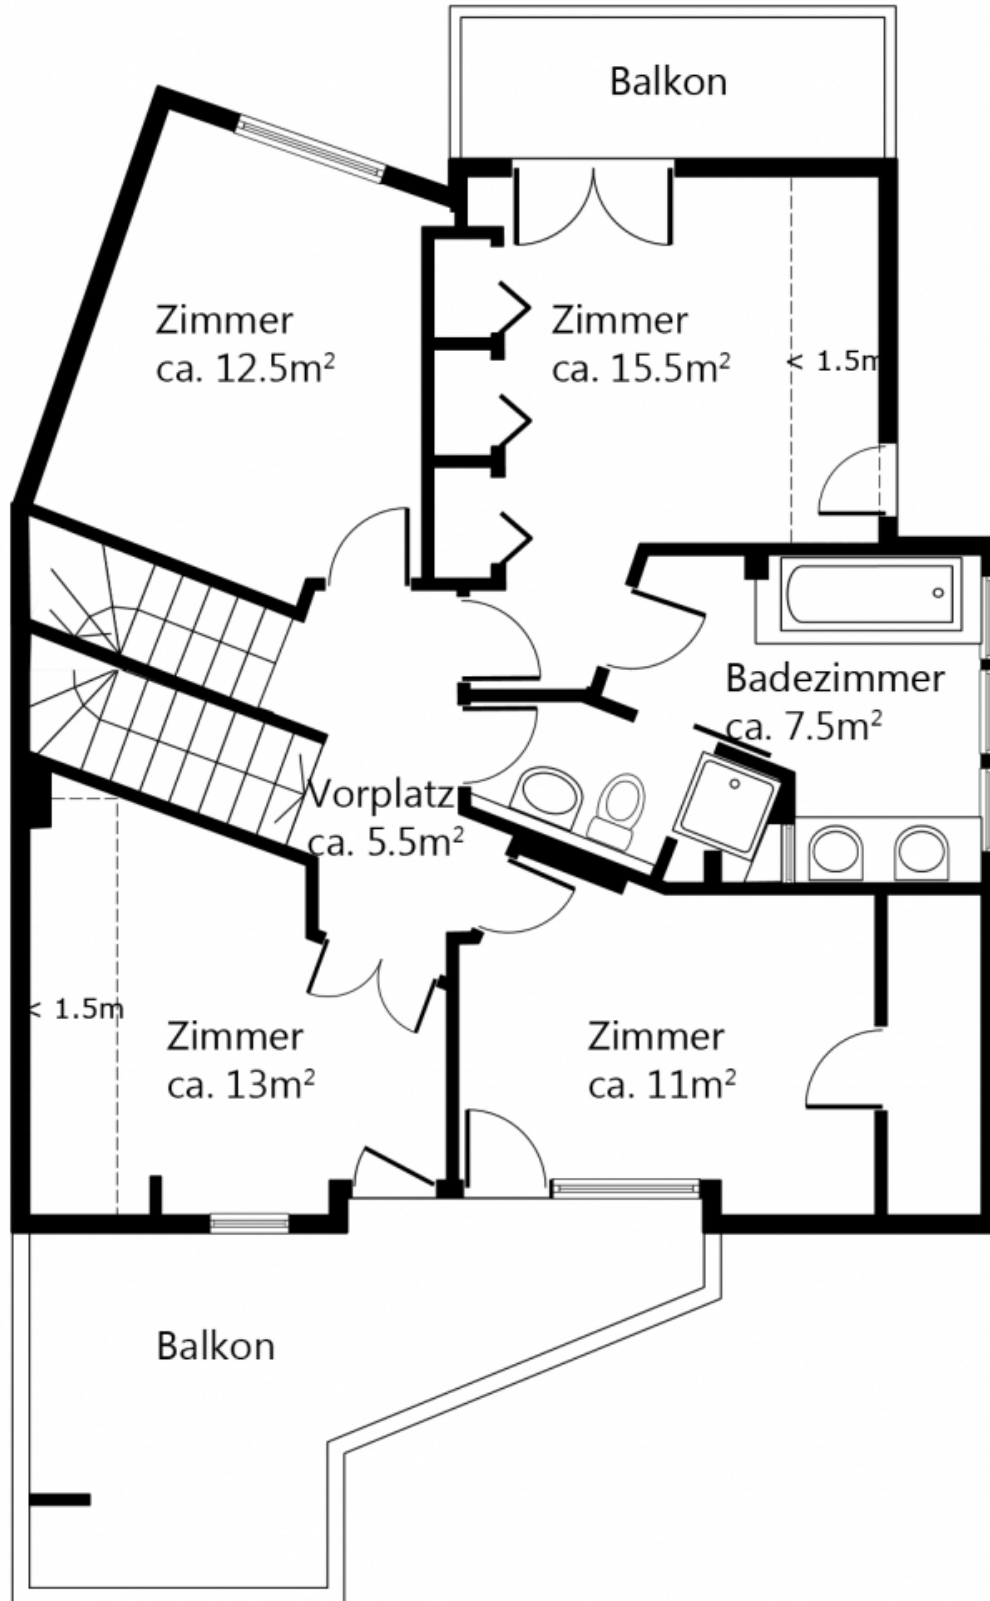 Balkon
Zimmer
ca. 12.5m²
Zimmer
ca. 15.5m²
< 1.5m
Badezimmer
ca. 7.5m²
Vorplatz
ca. 5.5m²
< 1.5m
Zimmer
ca. 13m²
Zimmer
ca. 11m²
Balkon